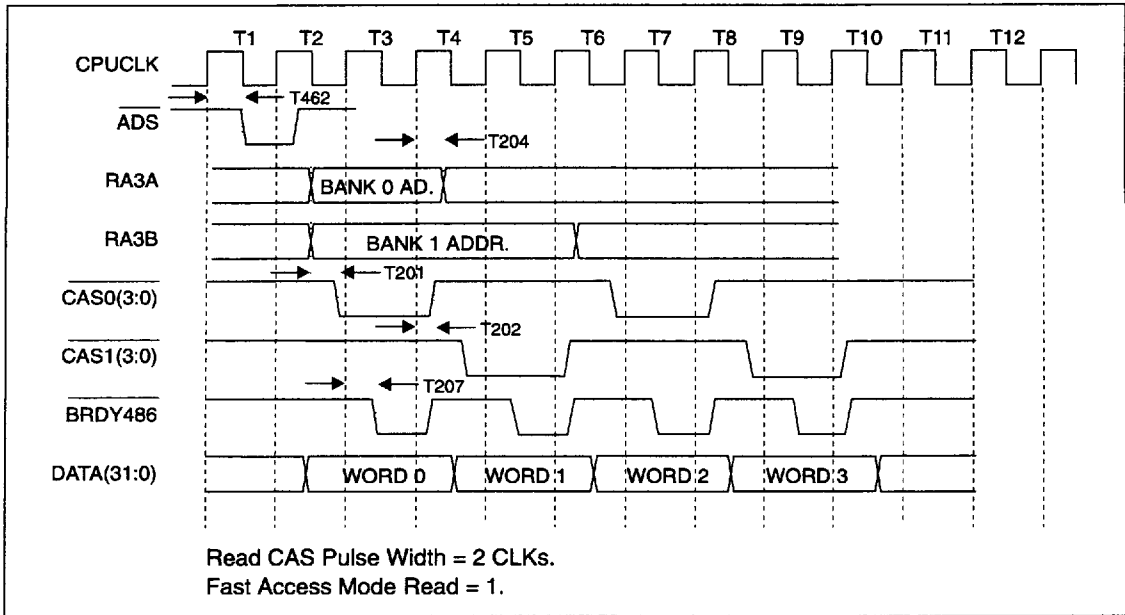 T1 T2 T3 T4 T5 T6 T7 T8 T9 T10 T11 T12
CPUCLK
T462
ADS
T204
RA3A BANK 0 AD.
RA3B BANK 1 ADDR.
T201
CAS0(3:0)
T202
CAS1(3:0)
T207
BRDY486
DATA(31:0) WORD 0 WORD 1 WORD 2 WORD 3
Read CAS Pulse Width = 2 CLKs.
Fast Access Mode Read = 1.